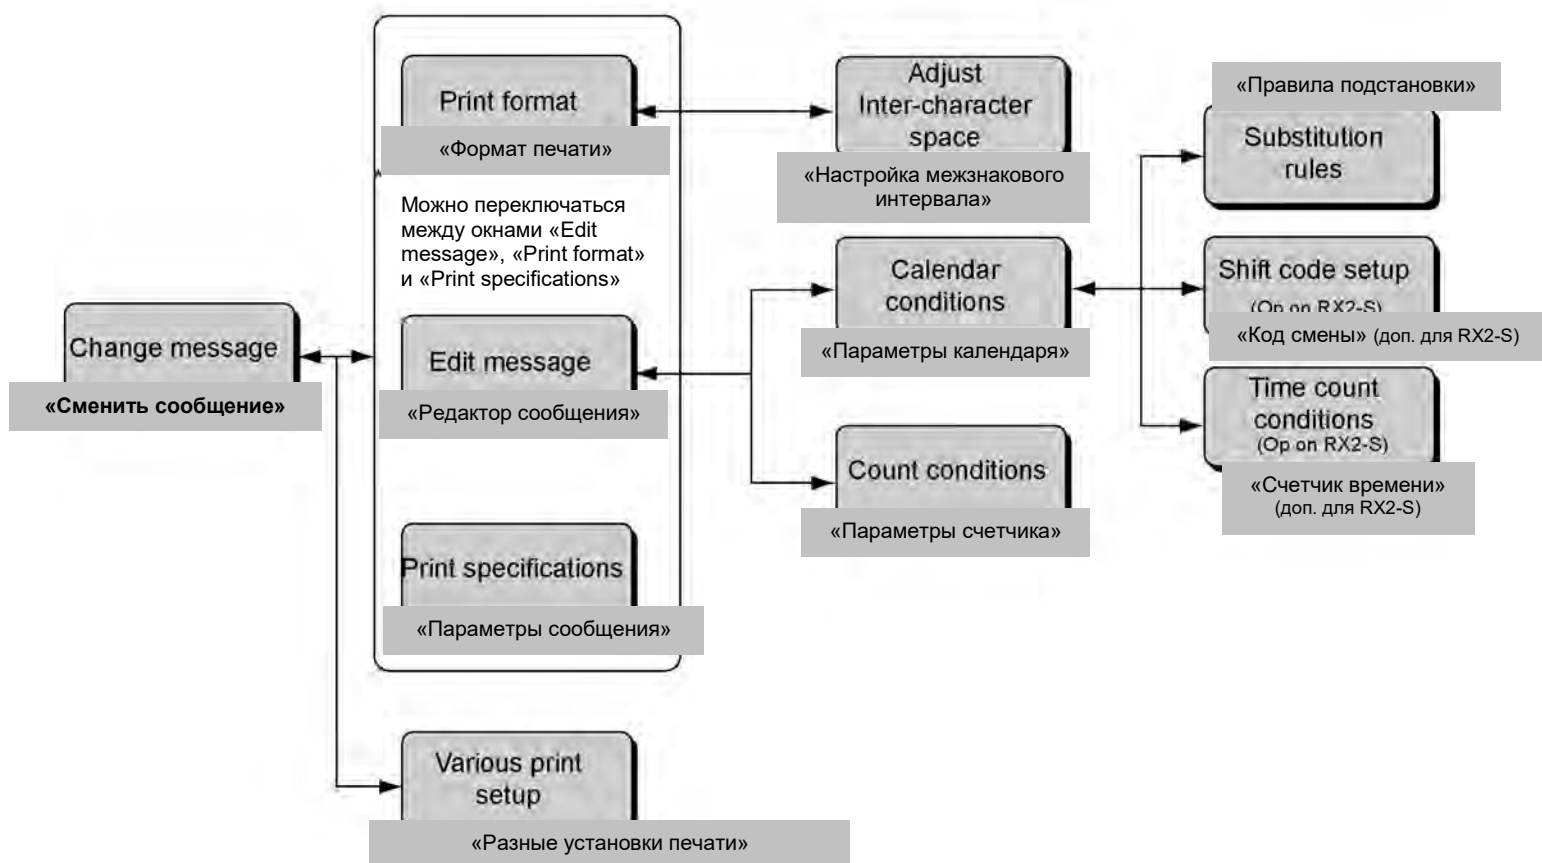 Print format
«Формат печати»
Можно переключаться
между окнами «Edit
message», «Print format»
и «Print specifications»
Change message
«Сменить сообщение»
Edit message
«Редактор сообщения»
Print specifications
«Параметры сообщения»
Various print
setup
«Разные установки печати»
Adjust
Inter-character
space
«Настройка межзнакового
интервала»
Calendar
conditions
«Параметры календаря»
Count conditions
«Параметры счетчика»
«Правила подстановки»
Substitution
rules
Shift code setup
(Op on RX2-S)
«Код смены» (доп. для RX2-S)
Time count
conditions
(Op on RX2-S)
«Счетчик времени»
(доп. для RX2-S)